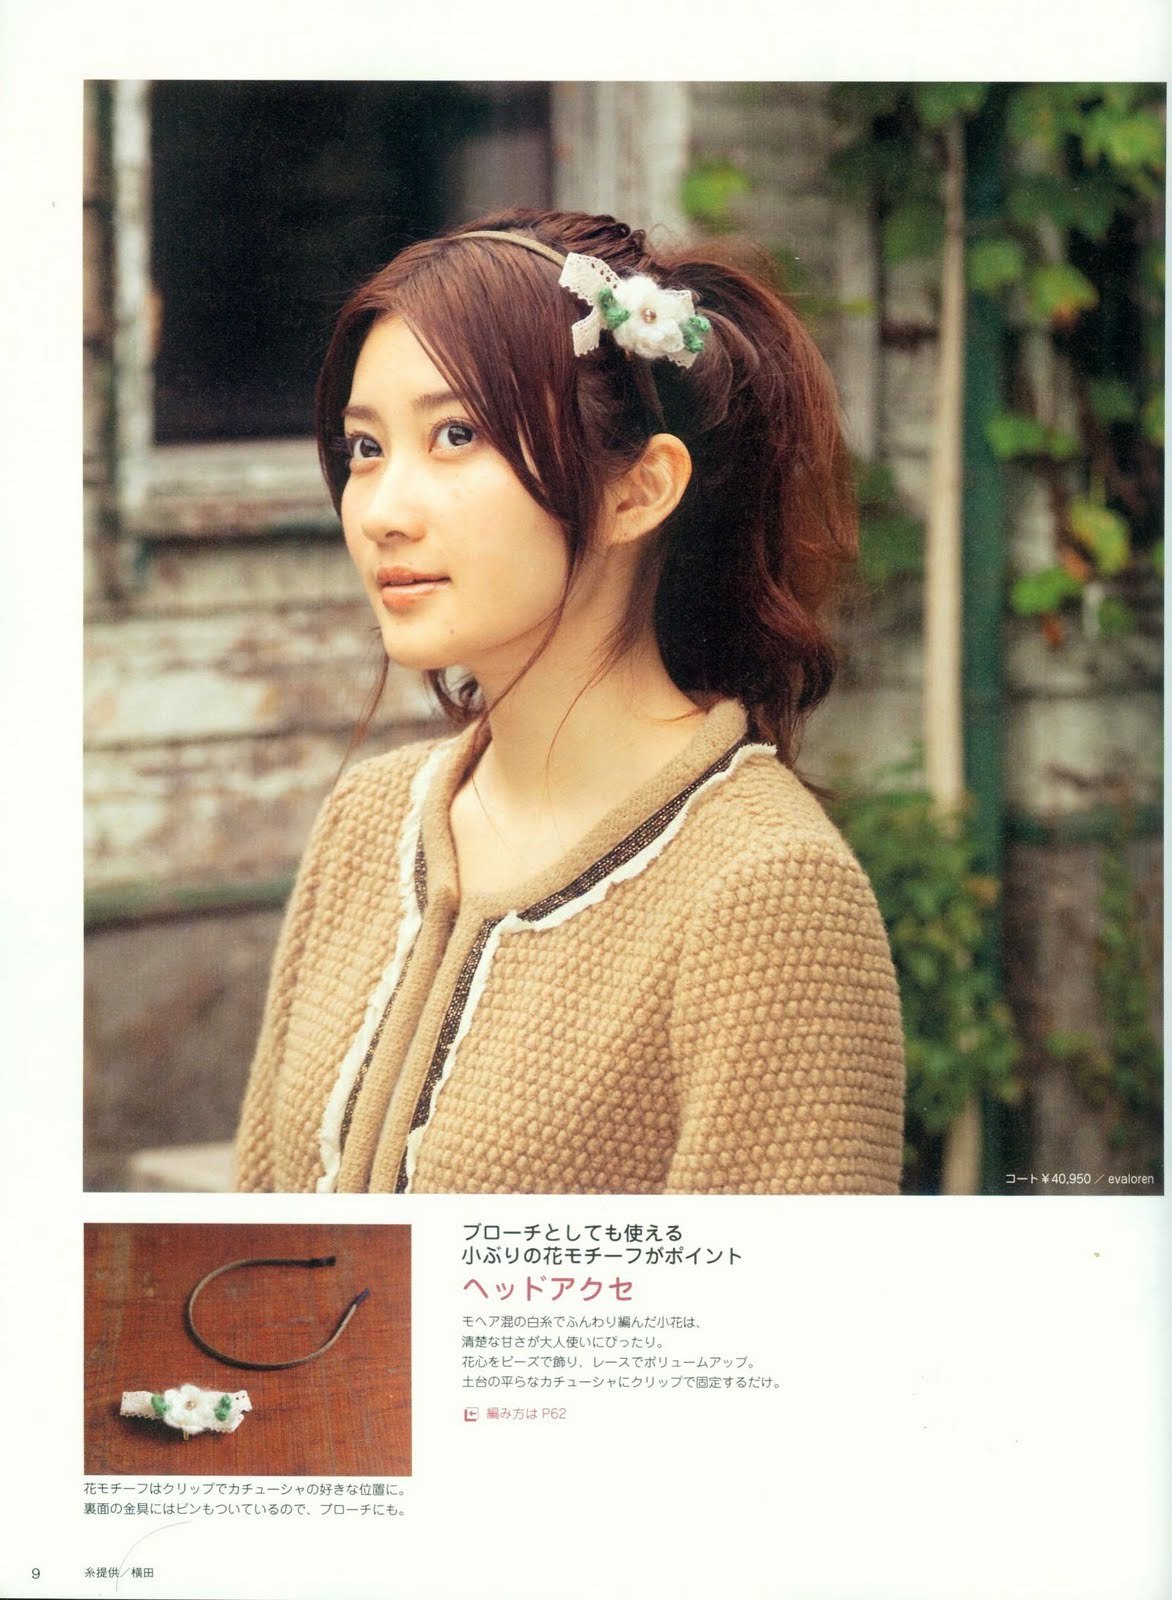 コート￥40,950／evaloren
ブローチとしても使える
小ぶりの花モチーフがポイント
ヘッドアクセ
モヘア混の白糸でふんわり編んだ小花は、
清楚な甘さが大人使いにぴったり。
花心をビーズで飾り、レースでボリュームアップ。
土台の平らなカチューシャにクリップで固定するだけ。
編み方は P62
花モチーフはクリップでカチューシャの好きな位置に。
裏面の金具にはピンもついているので、ブローチにも。
9 糸提供／横田